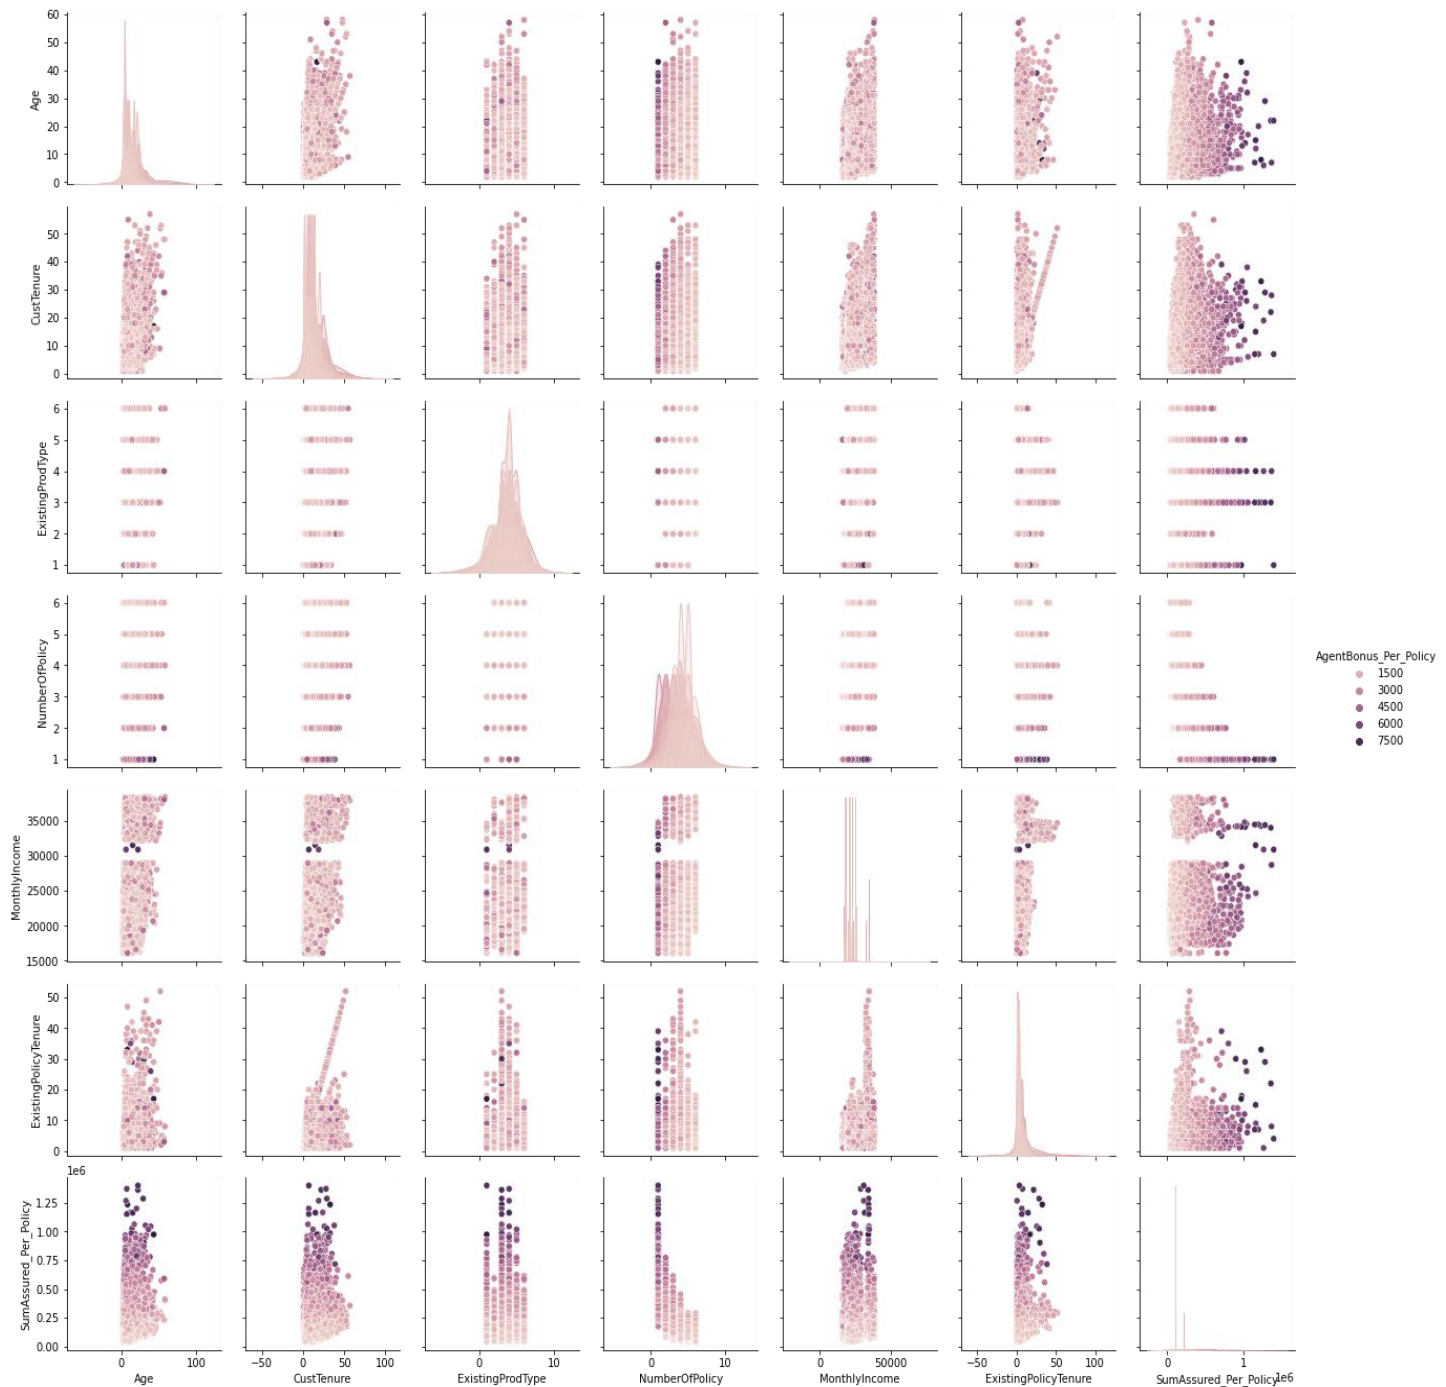 60
50
40
30
20
10
0
Age
50
40
30
20
10
0
CustTenure
6
5
4
3
2
1
ExistingProdType
6
5
4
3
2
1
NumberOfPolicy
AgentBonus_Per_Policy
1500
3000
4500
6000
7500
35000
30000
25000
20000
15000
MonthlyIncome
50
40
30
20
10
0
ExistingPolicyTenure
1e6
1.25
1.00
0.75
0.50
0.25
0.00
SumAssured_Per_Policy
0 100
Age
−50 0 50 100
CustTenure
0 10
ExistingProdType
0 10
NumberOfPolicy
0 50000
MonthlyIncome
−50 0 50 100
ExistingPolicyTenure
0 1
SumAssured_Per_Policy
1e6